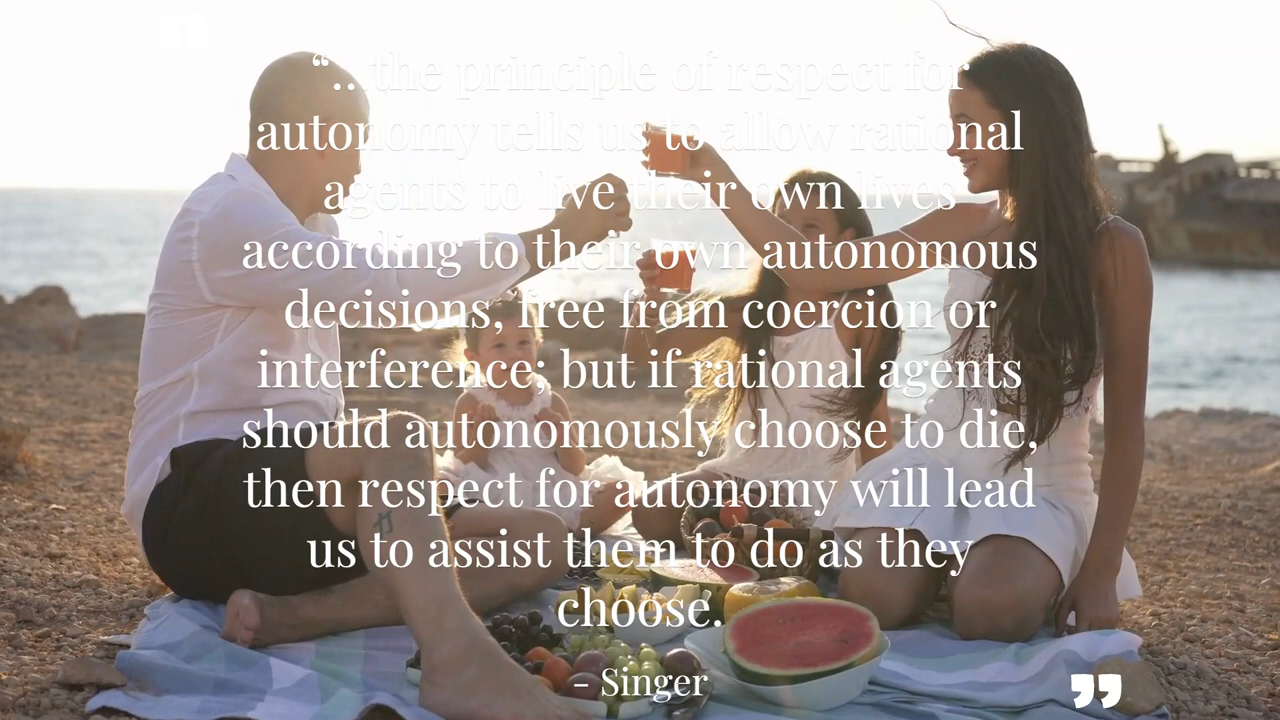 “...the principle of respect for
autonomy tells us to allow rational
agents to live their own lives
according to their own autonomous
decisions, free from coercion or
interference; but if rational agents
should autonomously choose to die,
then respect for autonomy will lead
us to assist them to do as they
choose.
- Singer
”